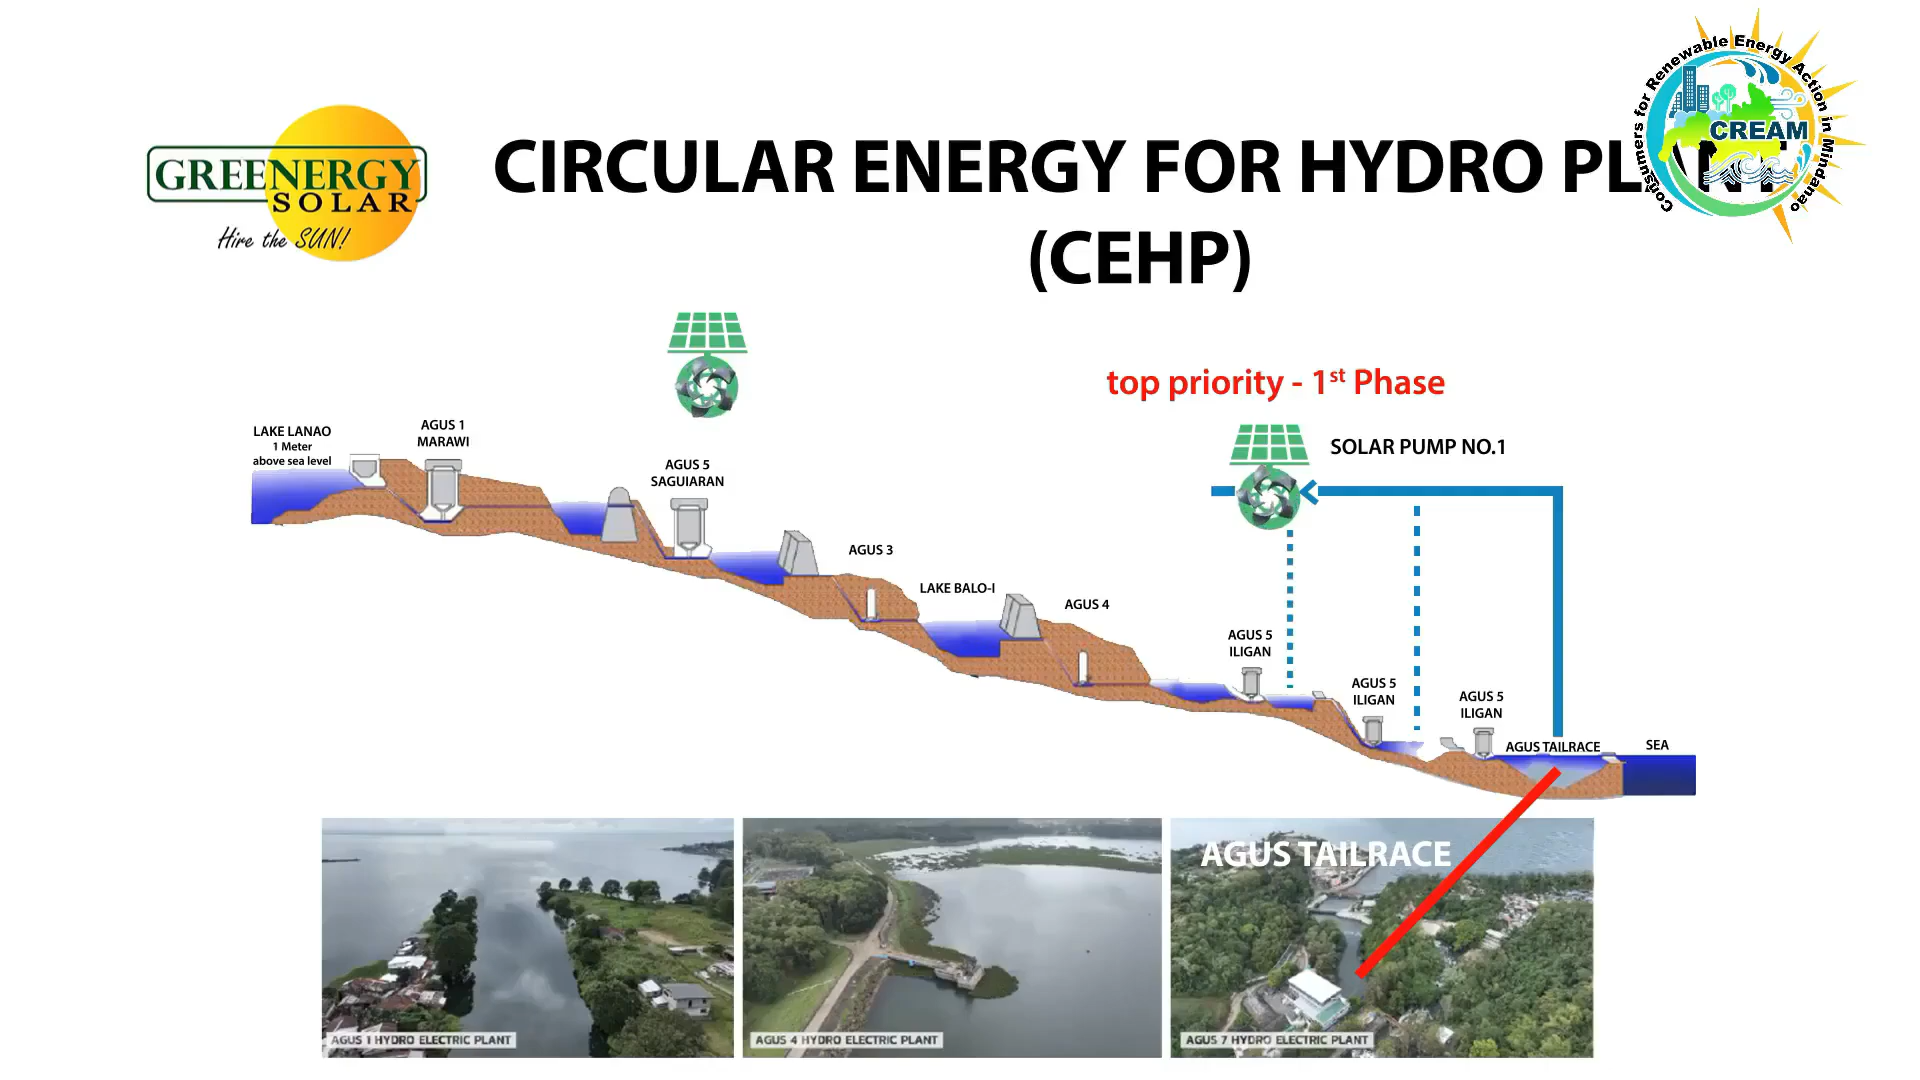 GREENERGY
SOLAR
Hire the SUN!
CIRCULAR ENERGY FOR HYDRO PLANT
(CEHP)
Consumers for Renewable Energy Action in Mindanao
CREAM
top priority - 1st Phase
SOLAR PUMP NO.1
LAKE LANAO
1 Meter
above sea level
AGUS 1
MARAWI
AGUS 5
SAGUIARAN
AGUS 3
LAKE BALO-I
AGUS 4
AGUS 5
ILIGAN
AGUS 5
ILIGAN
AGUS 5
ILIGAN
AGUS TAILRACE
SEA
AGUS TAILRACE
AGUS 1 HYDRO ELECTRIC PLANT
AGUS 4 HYDRO ELECTRIC PLANT
AGUS 7 HYDRO ELECTRIC PLANT